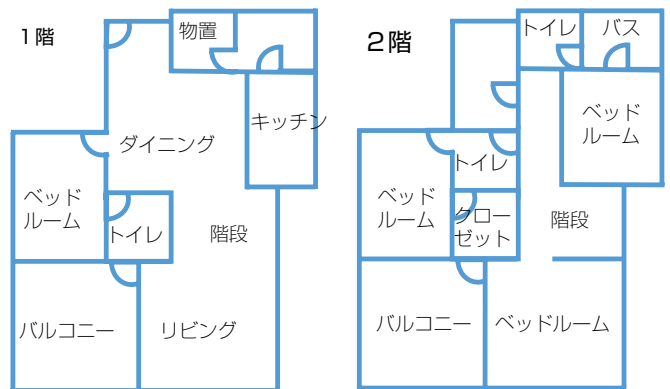 1階
物置
キッチン
ダイニング
ベッド
ルーム
トイレ
階段
バルコニー
リビング
2階
トイレ
バス
ベッド
ルーム
トイレ
ベッド
ルーム
クロー
ゼット
階段
バルコニー
ベッドルーム